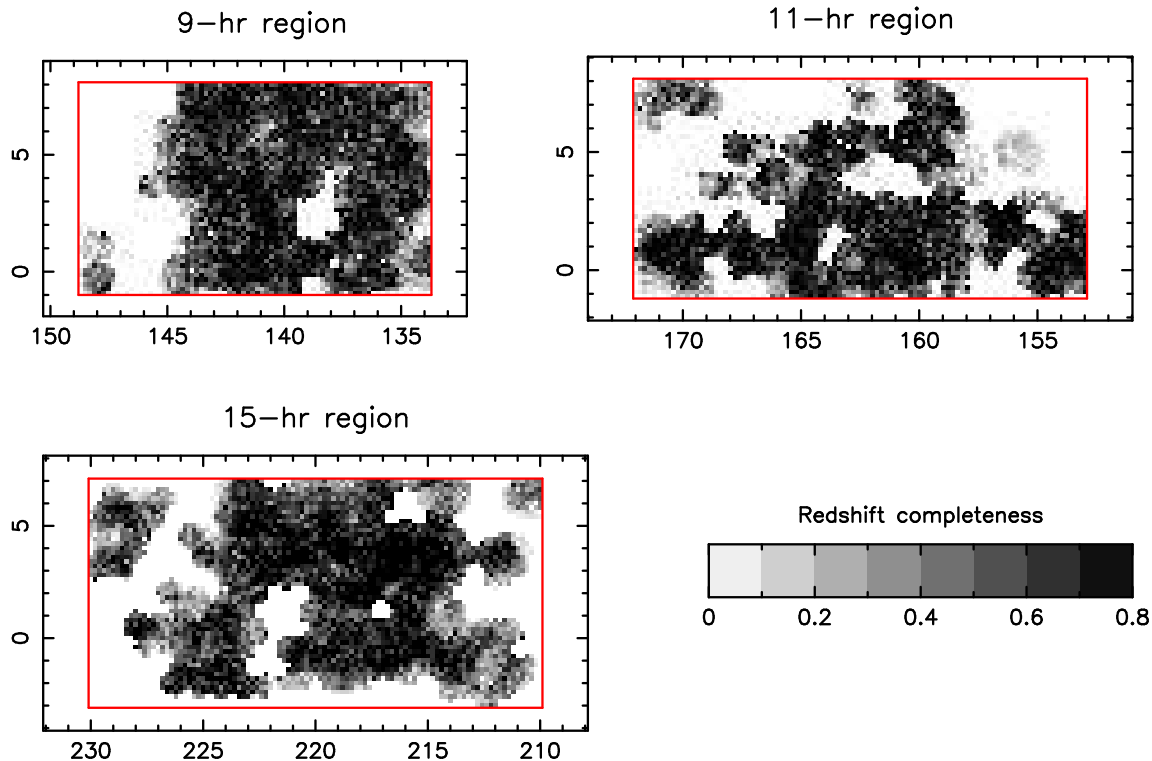 9-hr region
11-hr region
5
0
150 145 140 135
5
0
170 165 160 155
15-hr region
5
0
230 225 220 215 210
Redshift completeness
0 0.2 0.4 0.6 0.8